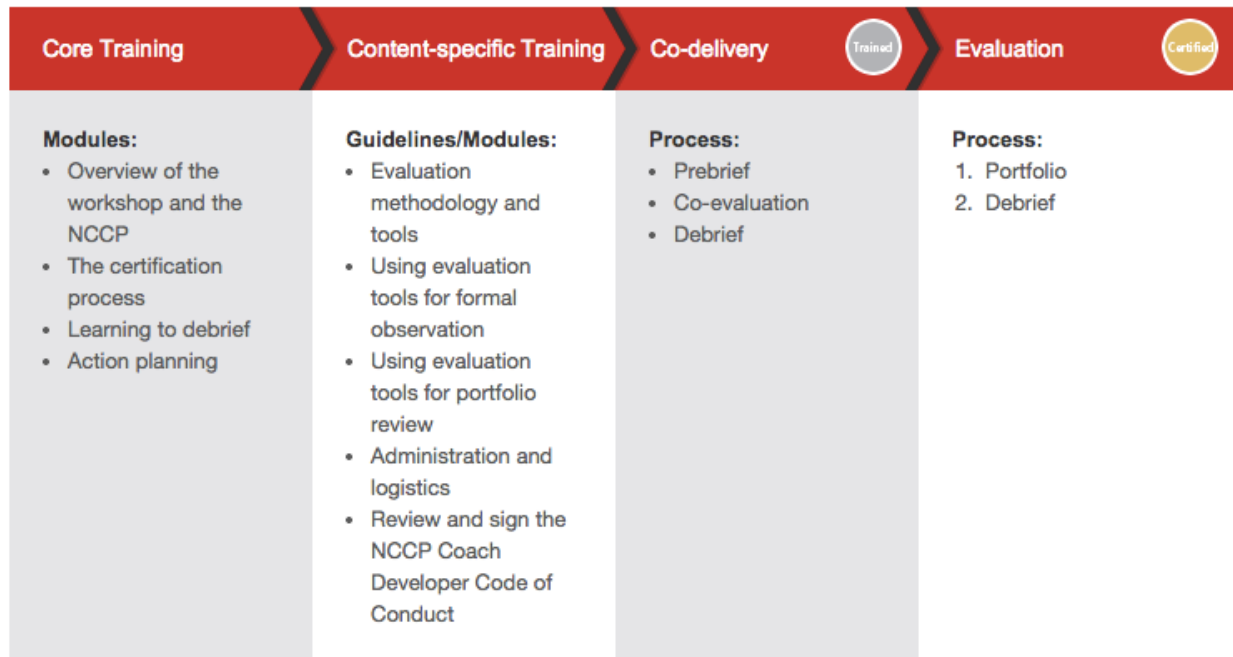 Core Training
Content-specific Training
Co-delivery
Trained
Evaluation
Certified
Modules:
• Overview of the
workshop and the
NCCP
• The certification
process
• Learning to debrief
• Action planning
Guidelines/Modules:
• Evaluation
methodology and
tools
• Using evaluation
tools for formal
observation
• Using evaluation
tools for portfolio
review
• Administration and
logistics
• Review and sign the
NCCP Coach
Developer Code of
Conduct
Process:
• Prebrief
• Co-evaluation
• Debrief
Process:
1. Portfolio
2. Debrief